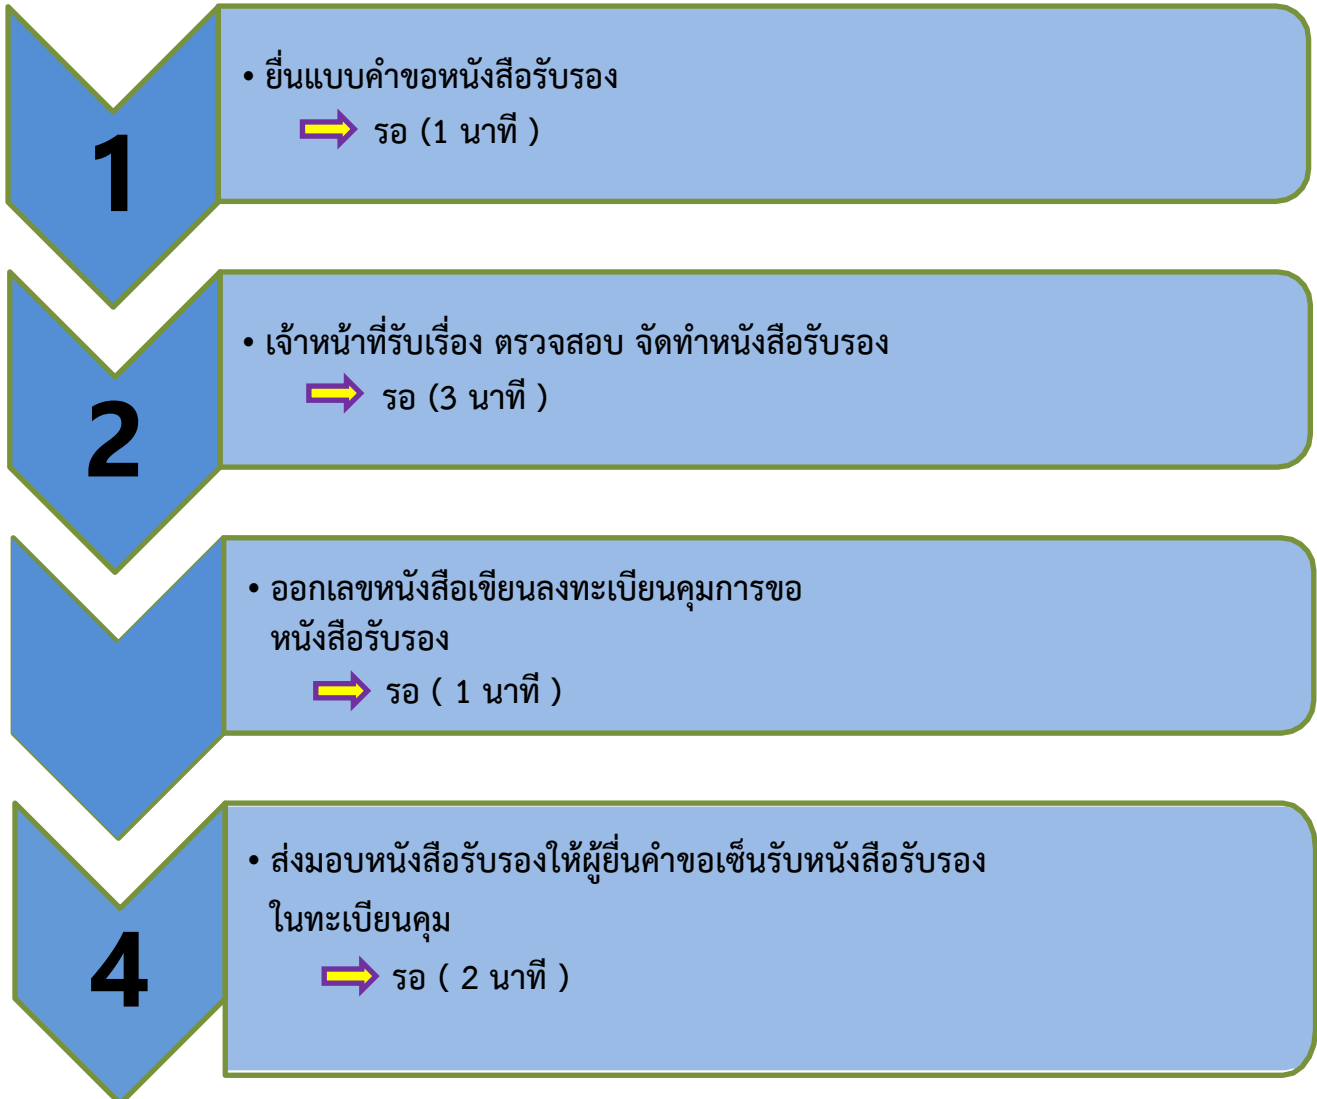 1
• ยื่นแบบคำขอหนังสือรับรอง
รอ (1 นาที )
2
• เจ้าหน้าที่รับเรื่อง ตรวจสอบ จัดทำหนังสือรับรอง
รอ (3 นาที )
• ออกเลขหนังสือเขียนลงทะเบียนคุมการขอ
หนังสือรับรอง
รอ ( 1 นาที )
4
• ส่งมอบหนังสือรับรองให้ผู้ยื่นคำขอเซ็นรับหนังสือรับรอง
ในทะเบียนคุม
รอ ( 2 นาที )